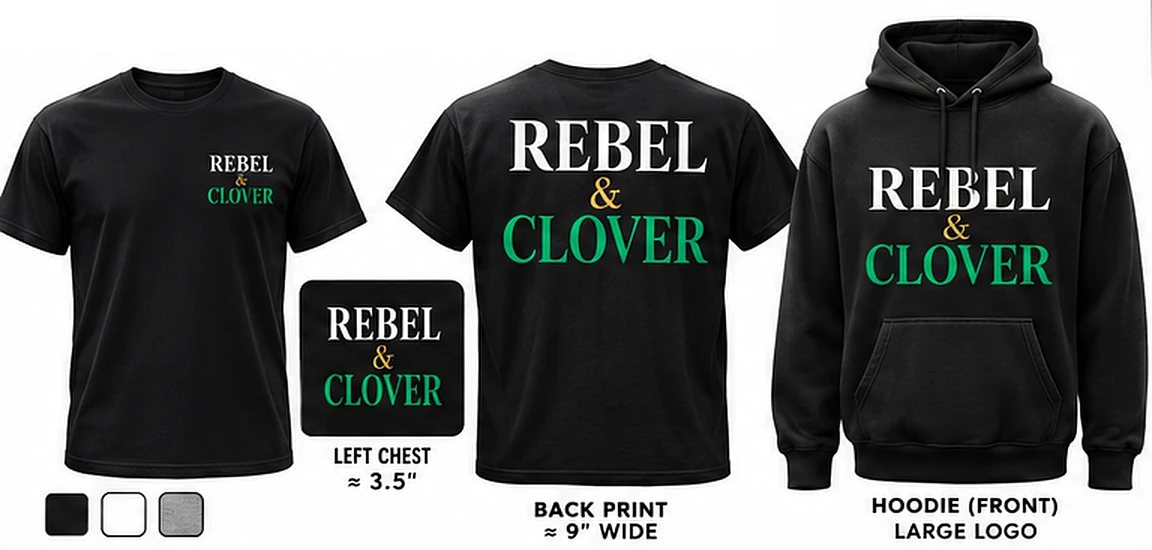 REBEL
&
CLOVER
REBEL
&
CLOVER
LEFT CHEST
≈ 3.5"
REBEL
&
CLOVER
BACK PRINT
≈ 9" WIDE
REBEL
&
CLOVER
HOODIE (FRONT)
LARGE LOGO